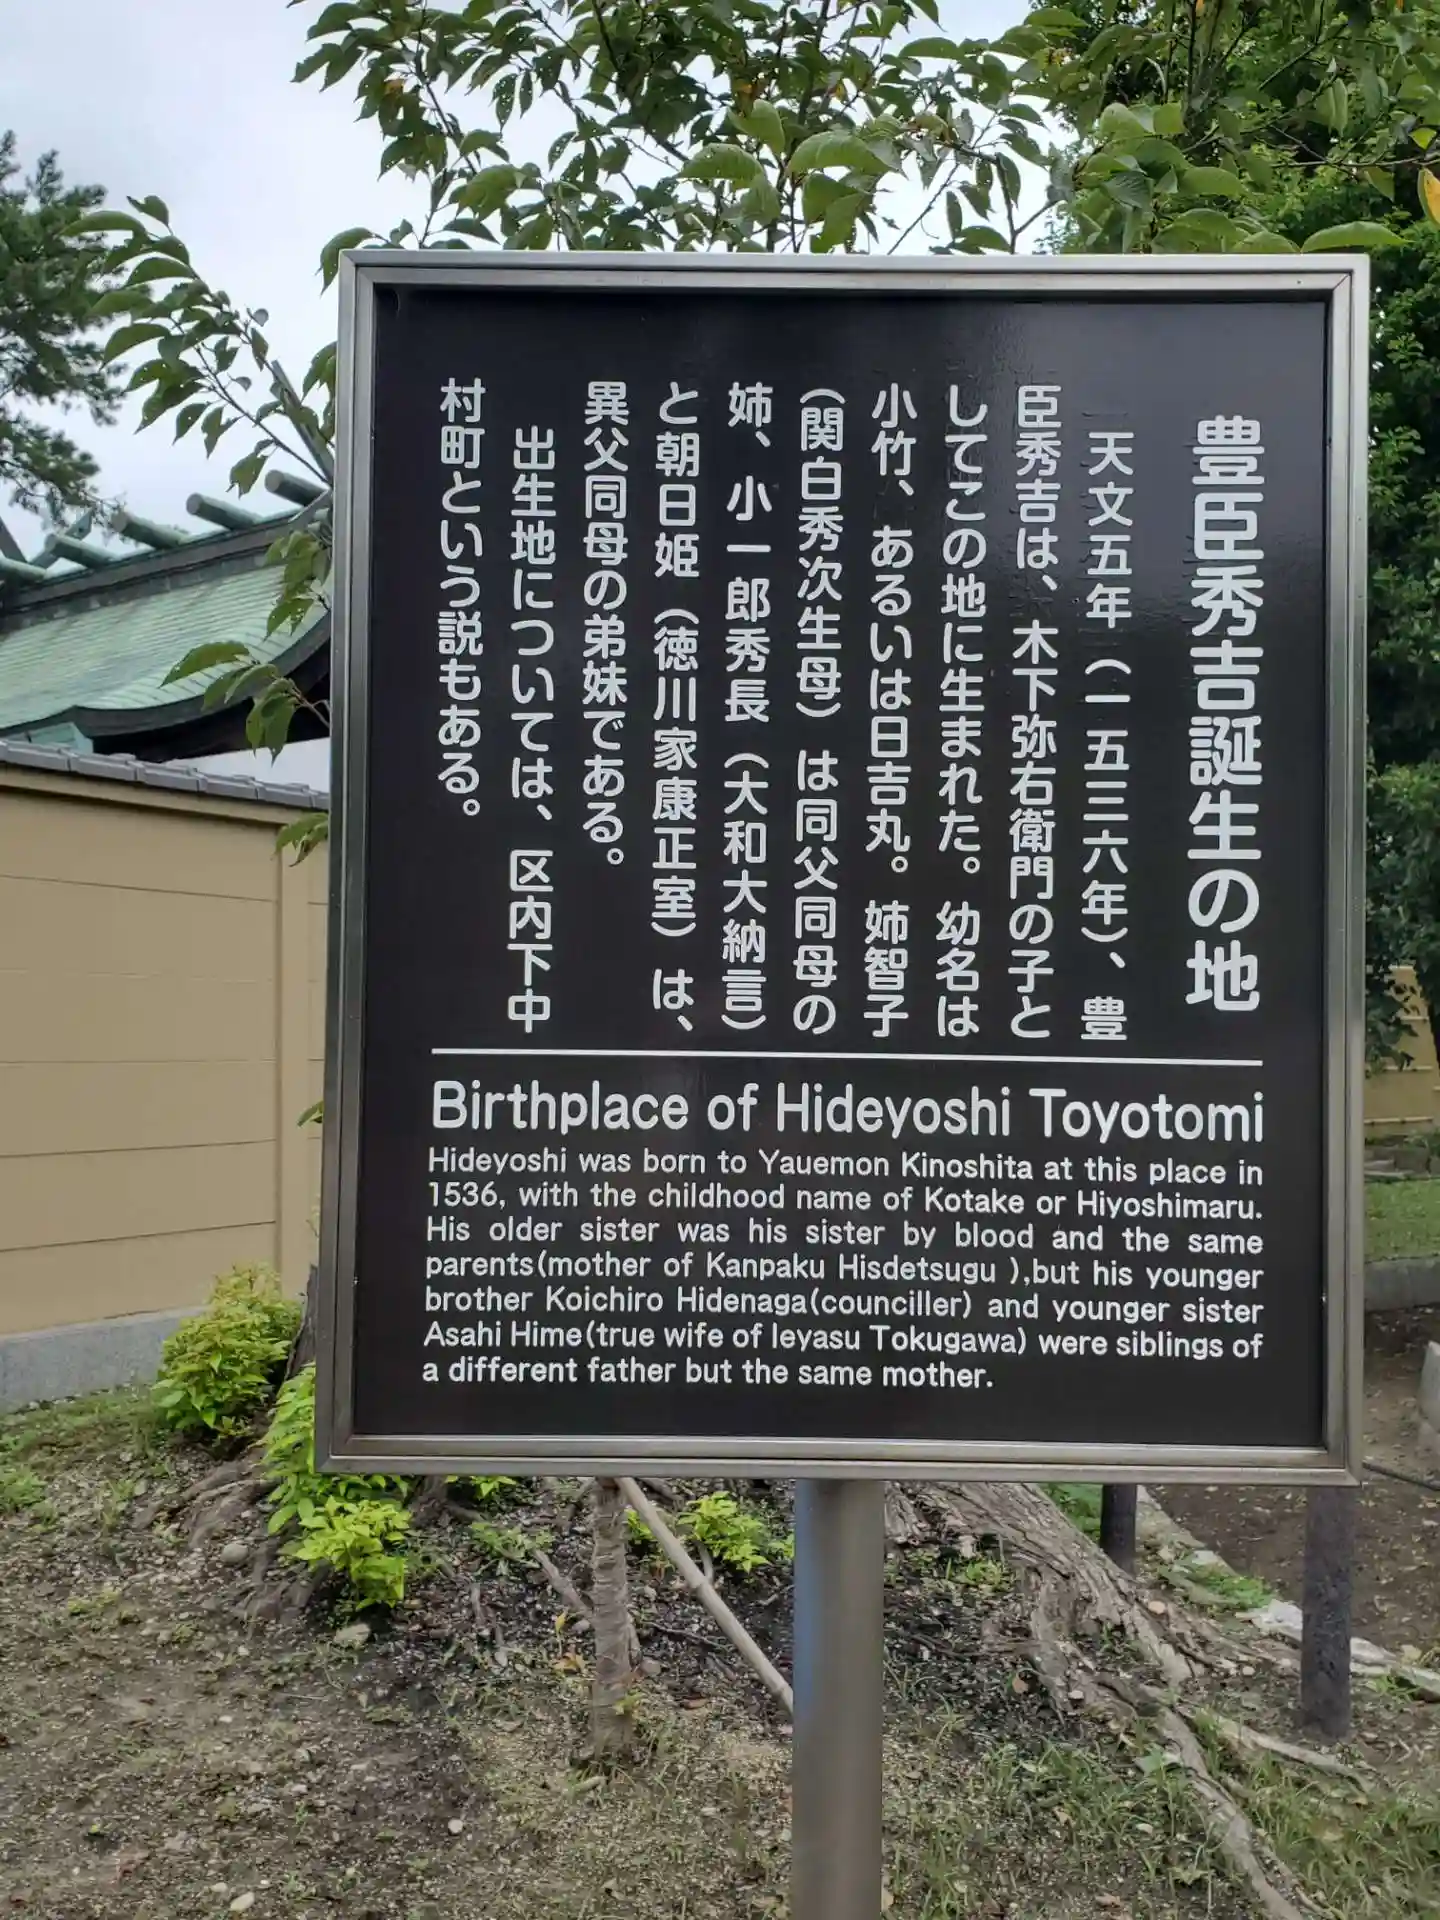 豊臣秀吉誕生の地
天文五年(一五三六年)、豊
臣秀吉は、木下弥右衛門の子と
してこの地に生まれた。幼名は
小竹、あるいは日吉丸。姉智子
(関白秀次生母)は同父同母の
姉、小一郎秀長(大和大納言)
と朝日姫(徳川家康正室)は、
異父同母の弟妹である。
出生地については、区内下中
村町という説もある。
Birthplace of Hideyoshi Toyotomi
Hideyoshi was born to Yauemon Kinoshita at this place in
1536, with the childhood name of Kotake or Hiyoshimaru.
His older sister was his sister by blood and the same
parents(mother of Kanpaku Hisdetsugu ),but his younger
brother Koichiro Hidenaga(counciller) and younger sister
Asahi Hime(true wife of Ieyasu Tokugawa) were siblings of
a different father but the same mother.